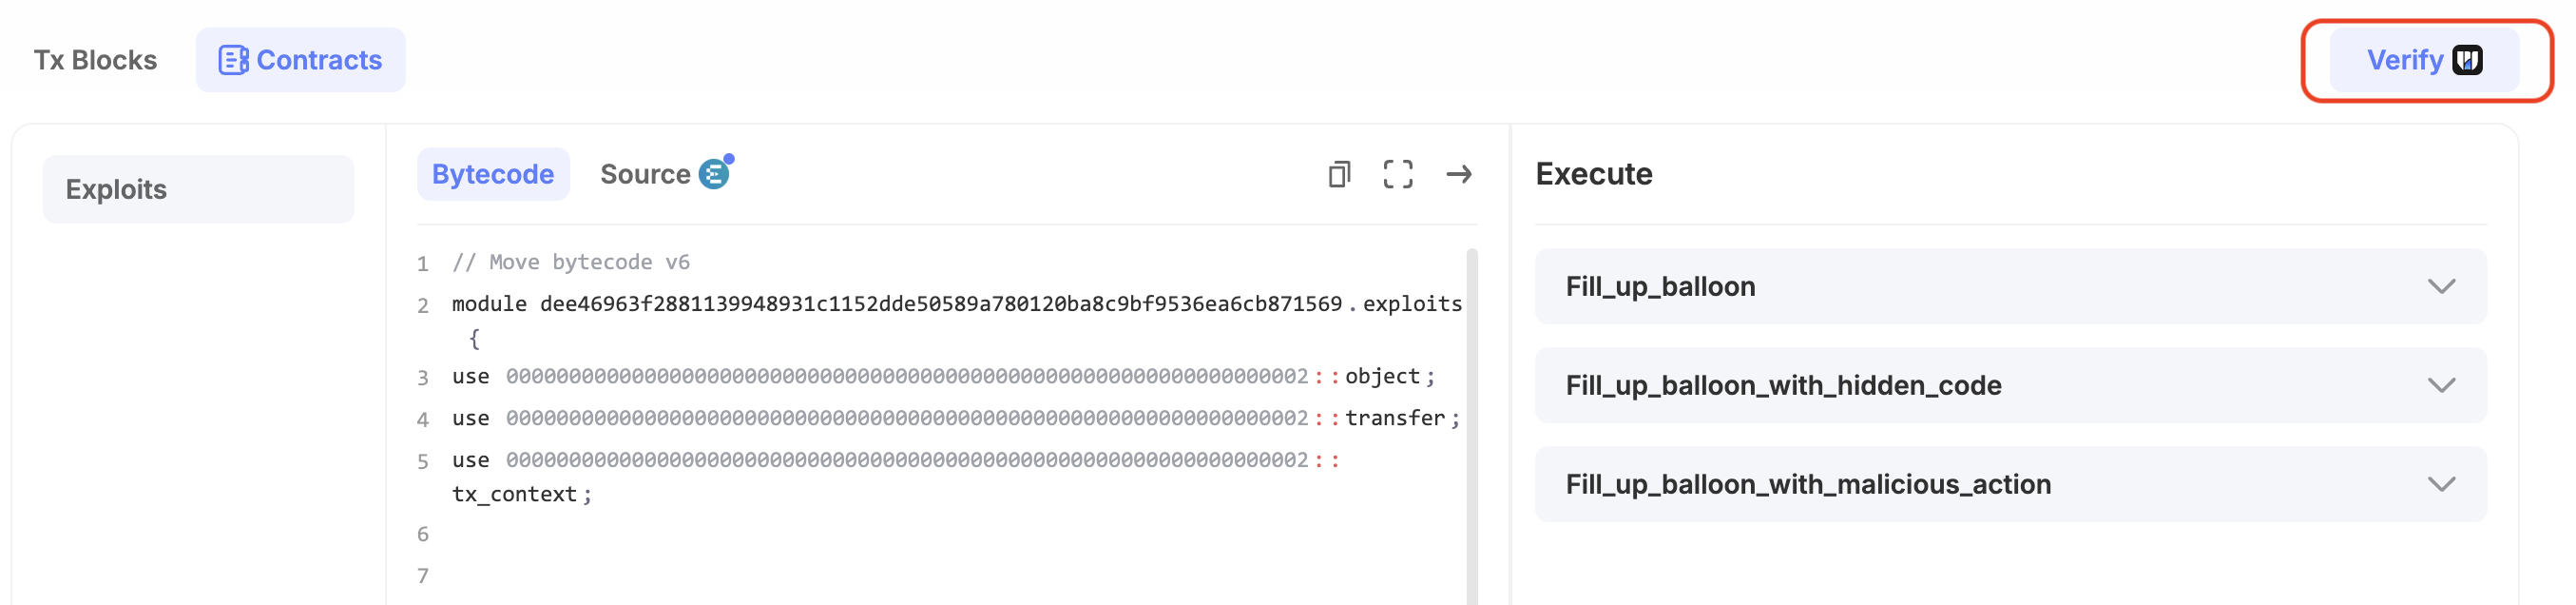 Tx Blocks
Contracts
Verify
Exploits
Bytecode
Source
1 // Move bytecode v6
2 module dee46963f2881139948931c1152dde50589a780120ba8c9bf9536ea6cb871569.exploits
{
3 use 0000000000000000000000000000000000000000000000000000000000000002::object;
4 use 0000000000000000000000000000000000000000000000000000000000000002::transfer;
5 use 0000000000000000000000000000000000000000000000000000000000000002::
tx_context;
6
7
Execute
Fill_up_balloon
Fill_up_balloon_with_hidden_code
Fill_up_balloon_with_malicious_action